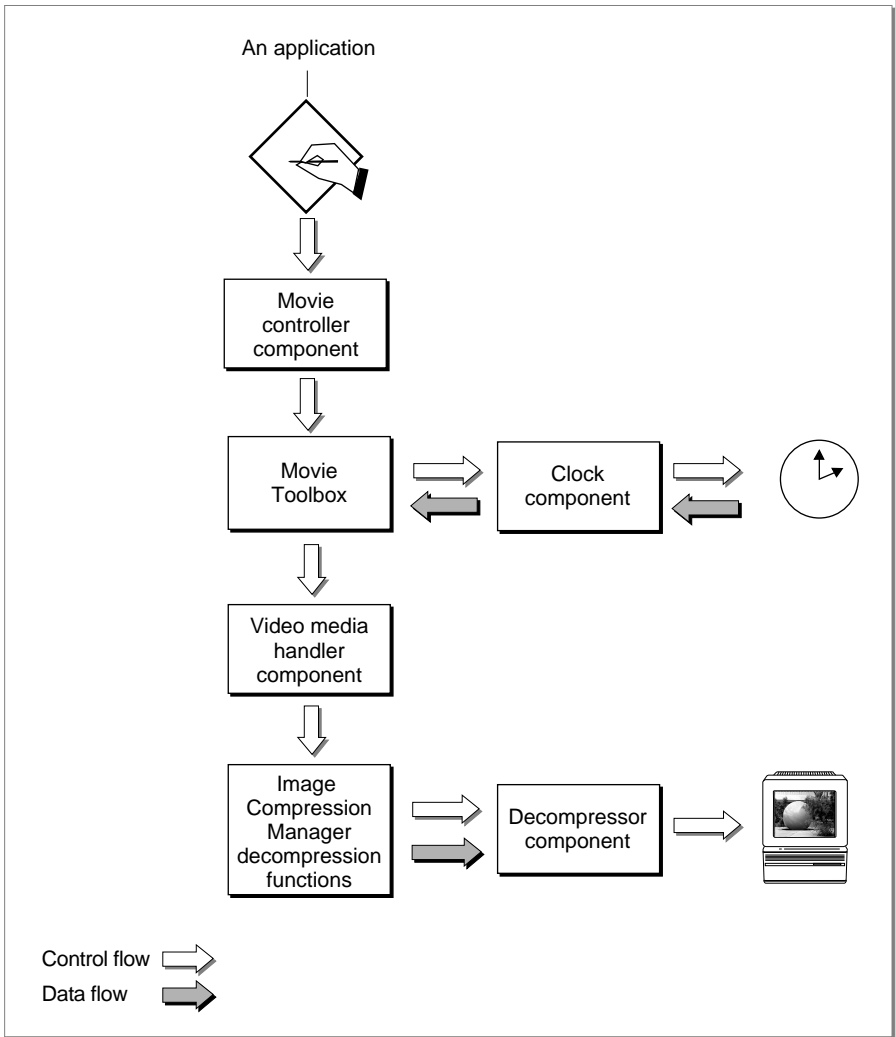 An application
Movie
controller
component
Movie
Toolbox
Clock
component
Video media
handler
component
Image
Compression
Manager
decompression
functions
Decompressor
component
Control flow
Data flow